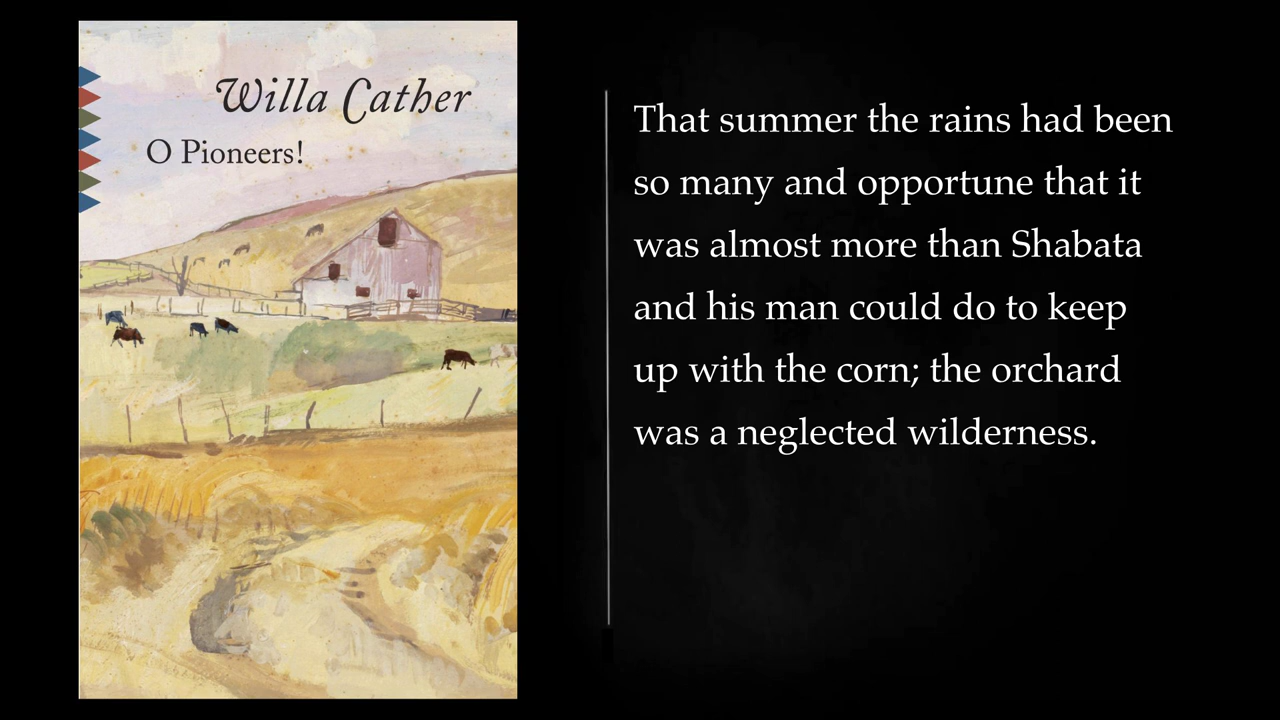 Willa Cather
O Pioneers!
That summer the rains had been
so many and opportune that it
was almost more than Shabata
and his man could do to keep
up with the corn; the orchard
was a neglected wilderness.